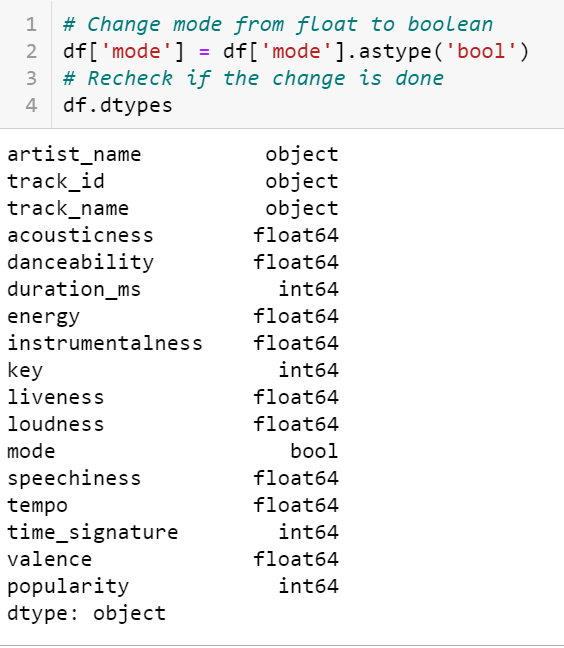 1 # Change mode from float to boolean
2 df['mode'] = df['mode'].astype('bool')
3 # Recheck if the change is done
4 df.dtypes
artist_name object
track_id object
track_name object
acousticness float64
danceability float64
duration_ms int64
energy float64
instrumentalness float64
key int64
liveness float64
loudness float64
mode bool
speechiness float64
tempo float64
time_signature int64
valence float64
popularity int64
dtype: object